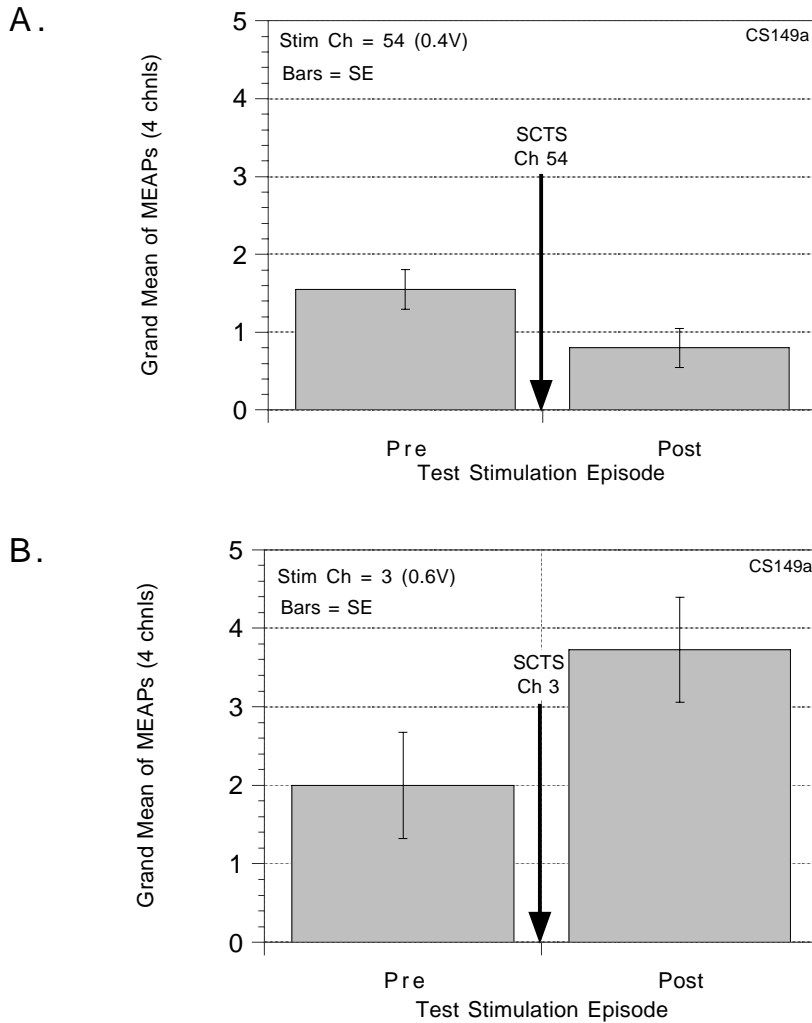 A.
Grand Mean of MEAPs (4 chnls)
5
4
3
2
1
0
Stim Ch = 54 (0.4V)
Bars = SE
CS149a
SCTS
Ch 54
Pre
Post
Test Stimulation Episode
B.
Grand Mean of MEAPs (4 chnls)
5
4
3
2
1
0
Stim Ch = 3 (0.6V)
Bars = SE
CS149a
SCTS
Ch 3
Pre
Post
Test Stimulation Episode